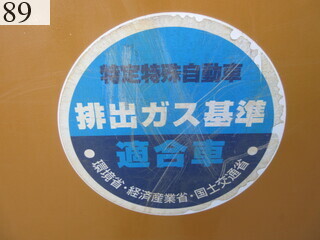 89
特定特殊自動車
排出ガス基準
適合車
・環境省・経済産業省・国土交通省・